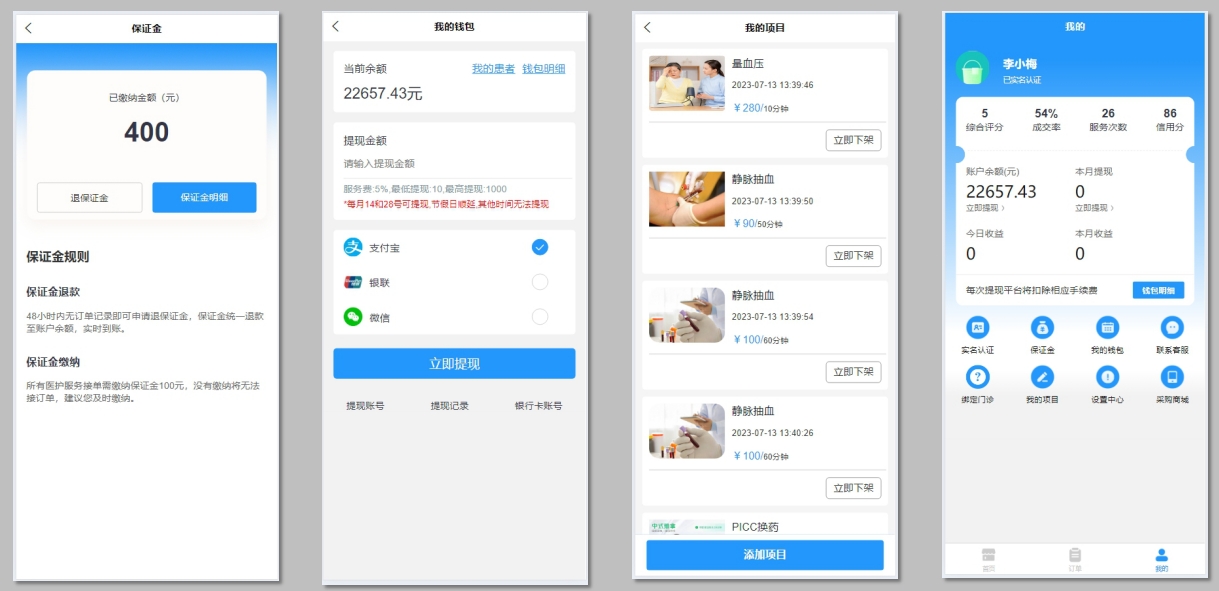 保证金
已缴纳金额（元）
400
退保证金
保证金明细
保证金规则
保证金退款
48小时内无订单记录即可申请退保证金，保证金统一退款
至账户余额，实时到账。
保证金缴纳
所有医护服务接单需缴纳保证金100元，没有缴纳将无法
接订单，建议您及时缴纳。
我的钱包
当前余额
我的患者 钱包明细
22657.43元
提现金额
请输入提现金额
服务费:5%,最低提现:10,最高提现:1000
*每月14和28号可提现,节假日顺延,其他时间无法提现
支付宝
银联
微信
立即提现
提现账号 提现记录 银行卡账号
我的项目
量血压
2023-07-13 13:39:46
¥280/10分钟
立即下架
静脉抽血
2023-07-13 13:39:50
¥90/50分钟
立即下架
静脉抽血
2023-07-13 13:39:54
¥100/60分钟
立即下架
静脉抽血
2023-07-13 13:40:26
¥100/60分钟
立即下架
PICC换药
添加项目
我的
李小梅
已实名认证
5 54% 26 86
综合评分 成交率 服务次数 信用分
账户余额(元) 本月提现
22657.43 0
立即提现 〉 立即提现 〉
今日收益 本月收益
0 0
每次提现平台将扣除相应手续费 钱包明细
实名认证 保证金 我的钱包 联系客服
绑定门诊 我的项目 设置中心 采购商城
首页 订单 我的